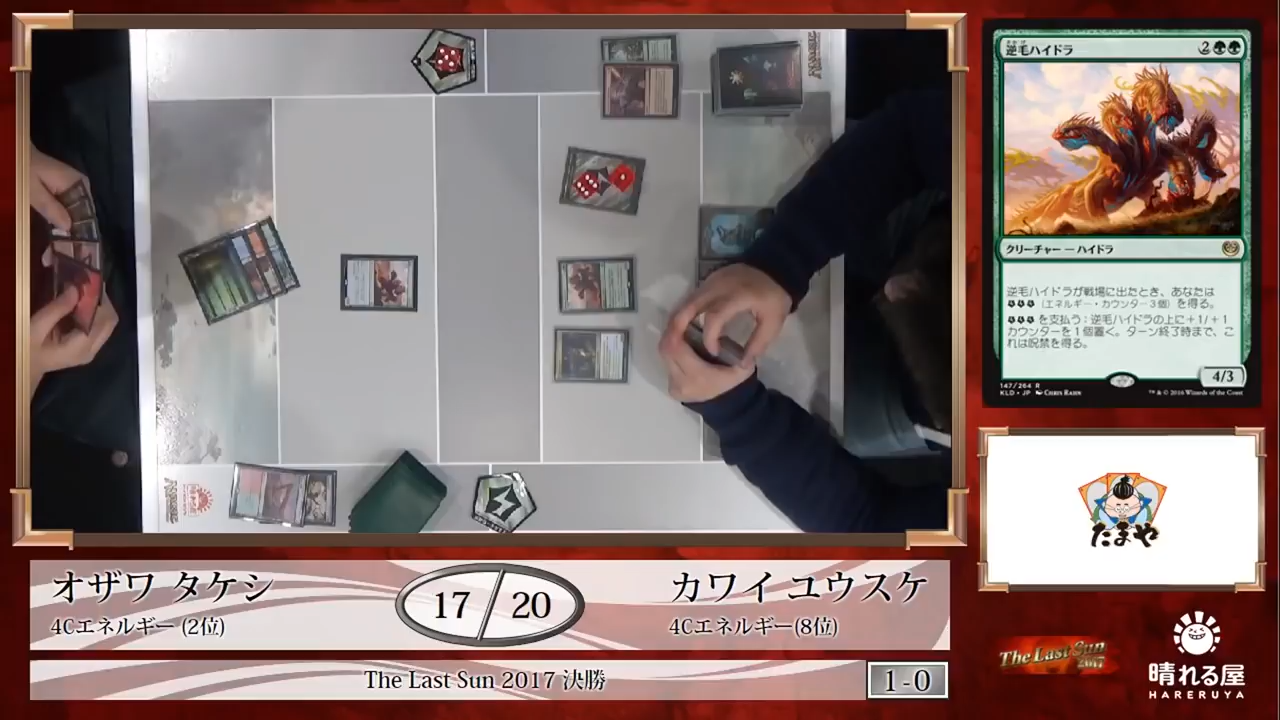 逆毛ハイドラ
2
クリーチャー — ハイドラ
逆毛ハイドラが戦場に出たとき、あなたは
(エネルギー・カウンター3個) を得る。
を支払う：逆毛ハイドラの上に+1/+1
カウンターを1個置く。ターン終了時まで、こ
れは呪禁を得る。
4/3
147/264 R
KLD • JP CHRIS RAHN
™ & © 2016 Wizards of the Coast
たまや
オザワ タケシ
4Cエネルギー (2位)
17/20
カワイ ユウスケ
4Cエネルギー(8位)
The Last Sun 2017 決勝
1-0
The Last Sun
2017
晴れる屋
HARERUYA